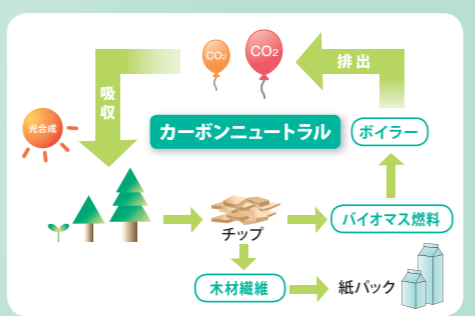 CO2
CO2
排出
吸収
光合成
カーボンニュートラル
ボイラー
バイオマス燃料
チップ
木材繊維
紙パック